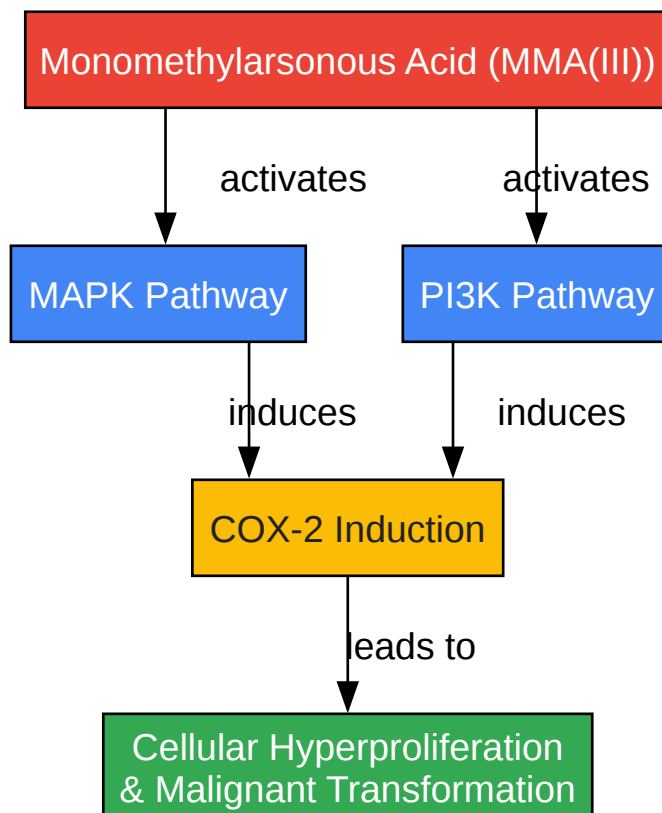 Monomethylarsonous Acid (MMA(III))
activates
activates
MAPK Pathway
PI3K Pathway
induces
induces
COX-2 Induction
leads to
Cellular Hyperproliferation
& Malignant Transformation